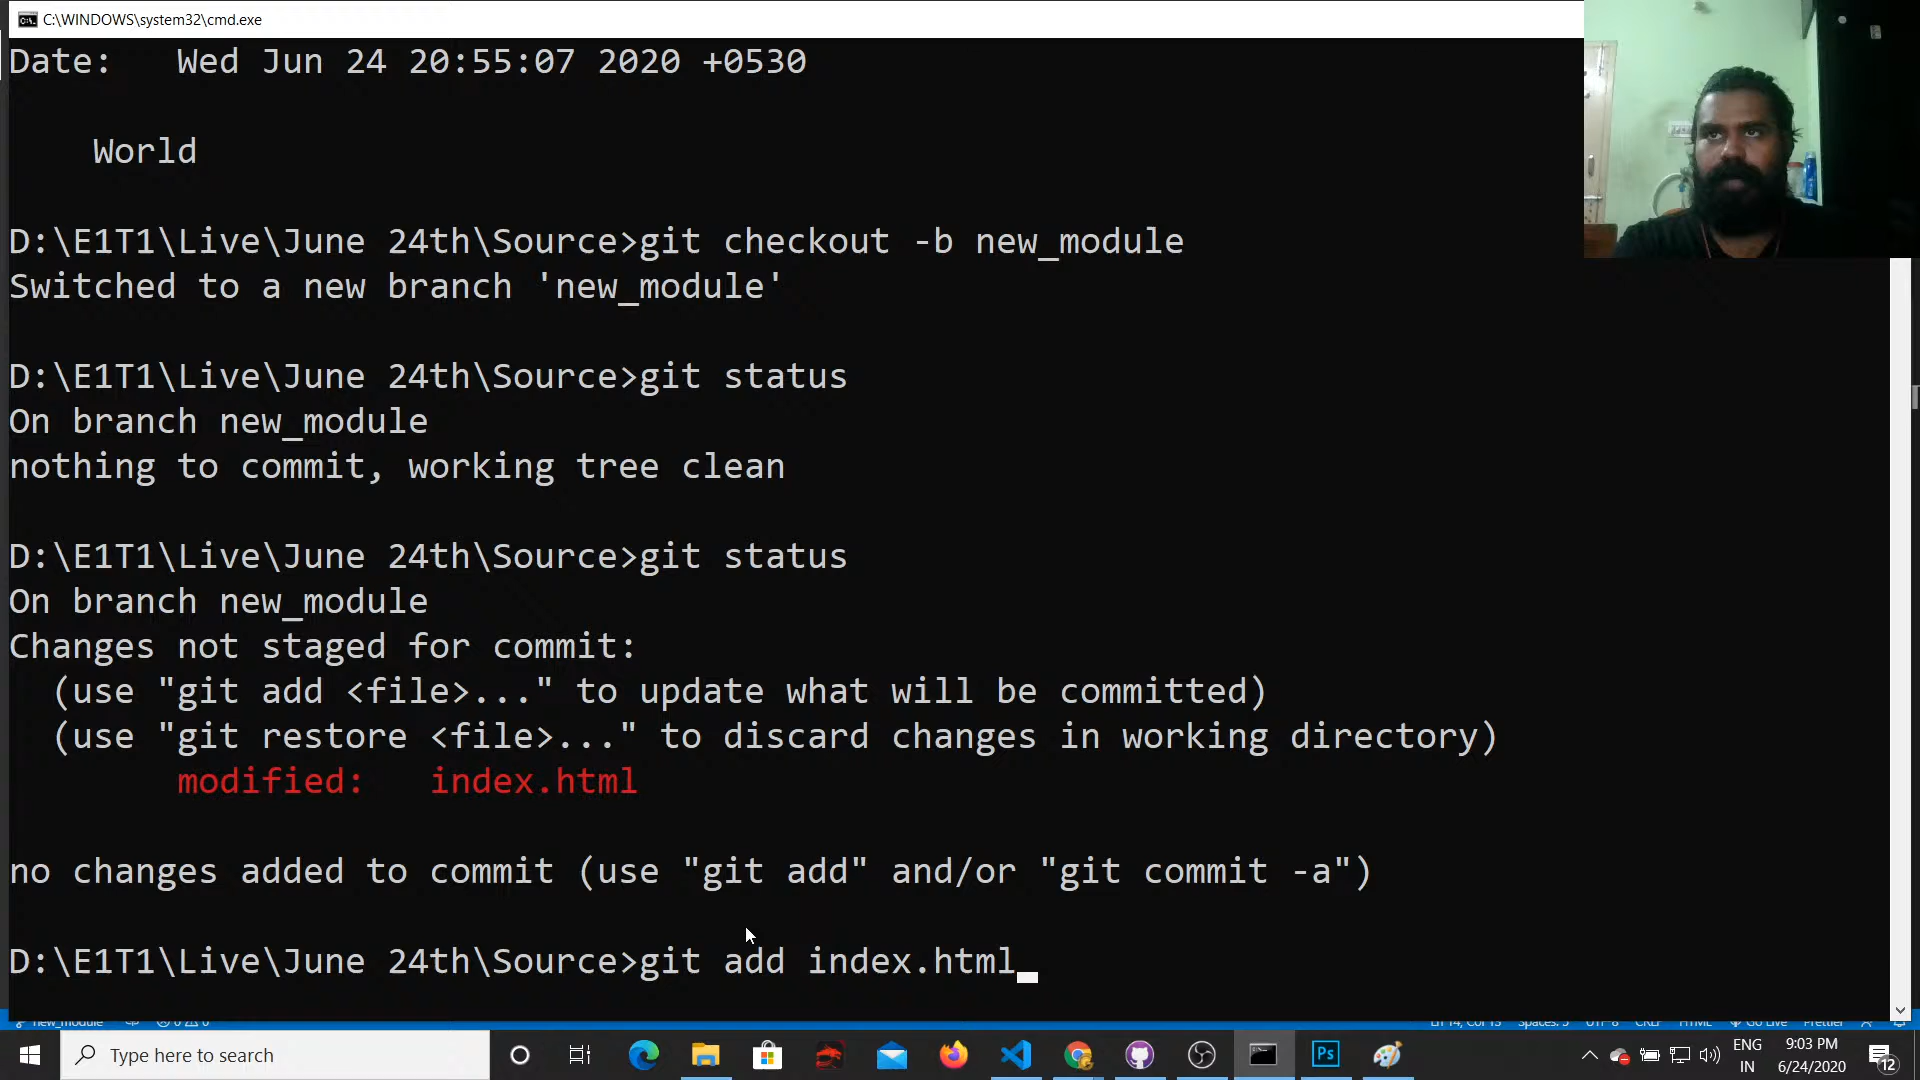 C:\WINDOWS\system32\cmd.exe
Date:   Wed Jun 24 20:55:07 2020 +0530
World
D:\E1T1\Live\June 24th\Source>git checkout -b new_module
Switched to a new branch 'new_module'
D:\E1T1\Live\June 24th\Source>git status
On branch new_module
nothing to commit, working tree clean
D:\E1T1\Live\June 24th\Source>git status
On branch new_module
Changes not staged for commit:
(use "git add <file>..." to update what will be committed)
(use "git restore <file>..." to discard changes in working directory)
modified:   index.html
no changes added to commit (use "git add" and/or "git commit -a")
D:\E1T1\Live\June 24th\Source>git add index.html
new_module
Type here to search
Ps
ENG
IN
9:03 PM
6/24/2020
12